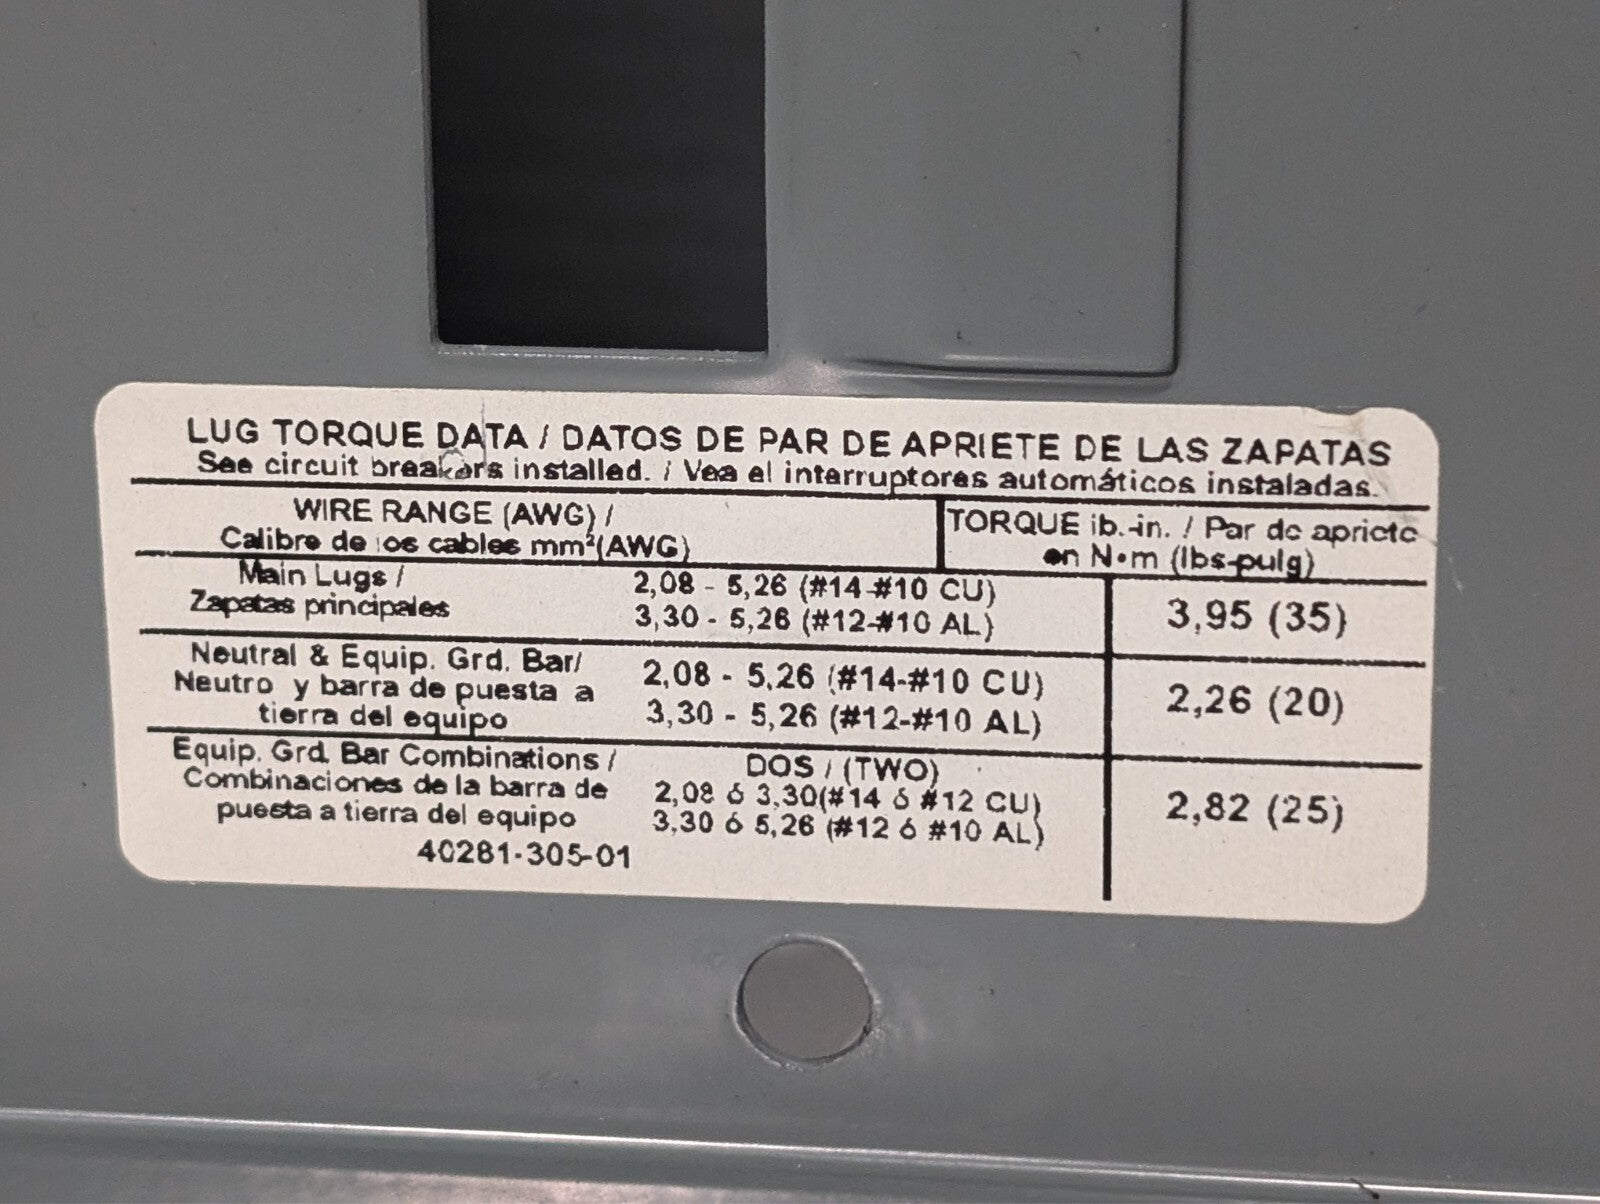 LUG TORQUE DATA / DATOS DE PAR DE APRIETE DE LAS ZAPATAS
See circuit breakers installed. / Vea el interruptores automáticos instaladas.
WIRE RANGE (AWG) /
Calibre de los cables mm²(AWG)
TORQUE lb.-in. / Par de apriete
en N•m (lbs-pulg)
Main Lugs /
Zapatas principales
2,08 - 5,26 (#14-#10 CU)
3,30 - 5,26 (#12-#10 AL)
3,95 (35)
Neutral & Equip. Grd. Bar/
Neutro y barra de puesta a
tierra del equipo
2,08 - 5,26 (#14-#10 CU)
3,30 - 5,26 (#12-#10 AL)
2,26 (20)
Equip. Grd. Bar Combinations /
Combinaciones de la barra de
puesta a tierra del equipo
DOS / (TWO)
2,08 ó 3,30(#14 ó #12 CU)
3,30 ó 5,26 (#12 ó #10 AL)
2,82 (25)
40281-305-01